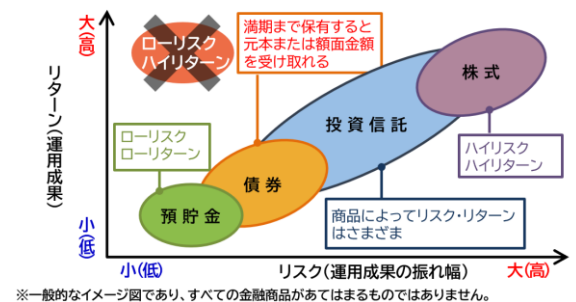 大
(高)
リターン(運用成果)
小
(低)
ローリスク
ハイリターン
満期まで保有すると
元本または額面金額
を受け取れる
株式
投資信託
ローリスク
ローリターン
債券
預貯金
ハイリスク
ハイリターン
商品によってリスク・リターン
はさまざま
小(低)
リスク(運用成果の振れ幅)
大(高)
※一般的なイメージ図であり、すべての金融商品があてはまるものではありません。